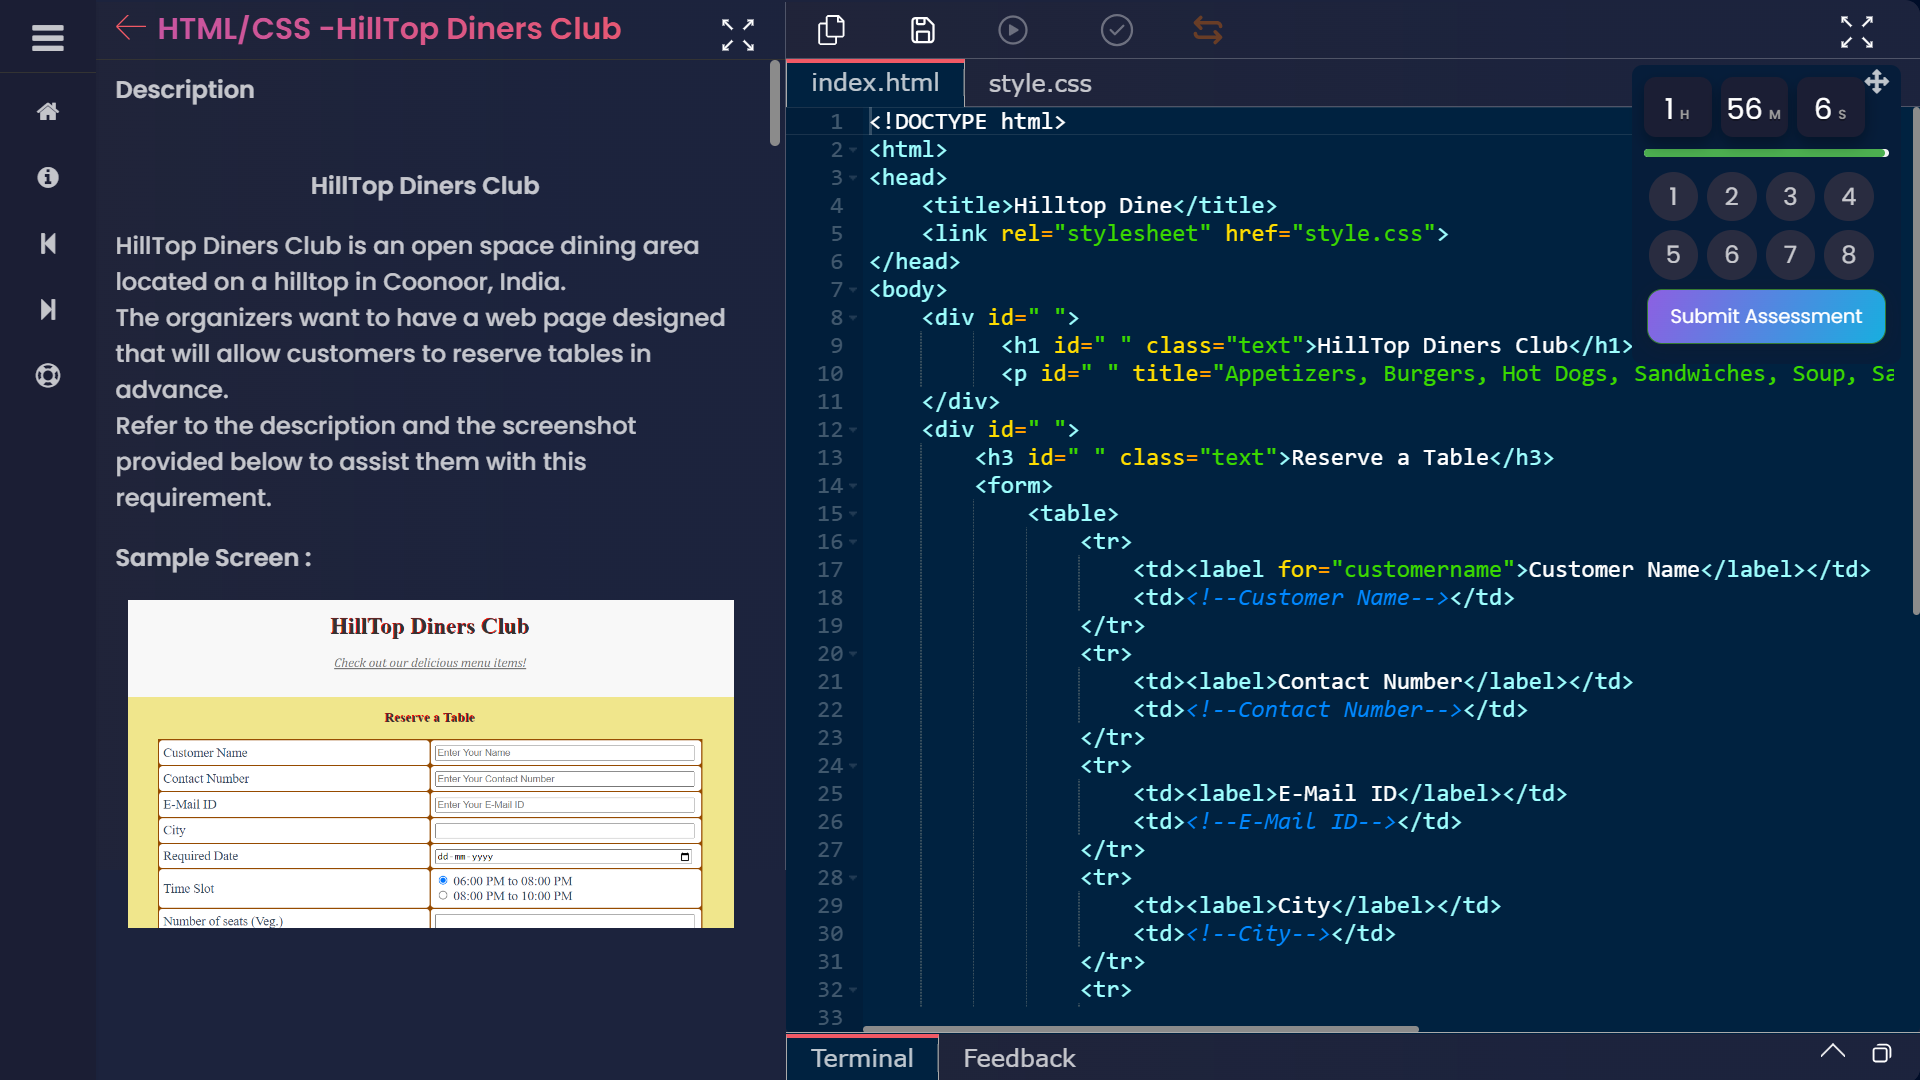 HTML/CSS -HillTop Diners Club
Description
HillTop Diners Club
HillTop Diners Club is an open space dining area
located on a hilltop in Coonoor, India.
The organizers want to have a web page designed
that will allow customers to reserve tables in
advance.
Refer to the description and the screenshot
provided below to assist them with this
requirement.
Sample Screen :
HillTop Diners Club
Check out our delicious menu items!
Reserve a Table
Customer Name Enter Your Name
Contact Number Enter Your Contact Number
E-Mail ID Enter Your E-Mail ID
City
Required Date dd-mm-yyyy
Time Slot 06:00 PM to 08:00 PM
08:00 PM to 10:00 PM
Number of seats (Veg.)
index.html style.css
1 <!DOCTYPE html>
2 <html>
3 <head>
4 <title>Hilltop Dine</title>
5 <link rel="stylesheet" href="style.css">
6 </head>
7 <body>
8 <div id=" ">
9 <h1 id=" " class="text">HillTop Diners Club</h1>
10 <p id=" " title="Appetizers, Burgers, Hot Dogs, Sandwiches, Soup, Sa
11 </div>
12 <div id=" ">
13 <h3 id=" " class="text">Reserve a Table</h3>
14 <form>
15 <table>
16 <tr>
17 <td><label for="customername">Customer Name</label></td>
18 <td><!--Customer Name--></td>
19 </tr>
20 <tr>
21 <td><label>Contact Number</label></td>
22 <td><!--Contact Number--></td>
23 </tr>
24 <tr>
25 <td><label>E-Mail ID</label></td>
26 <td><!--E-Mail ID--></td>
27 </tr>
28 <tr>
29 <td><label>City</label></td>
30 <td><!--City--></td>
31 </tr>
32 <tr>
33
1 H 56 M 6 S
1 2 3 4
5 6 7 8
Submit Assessment
Terminal Feedback